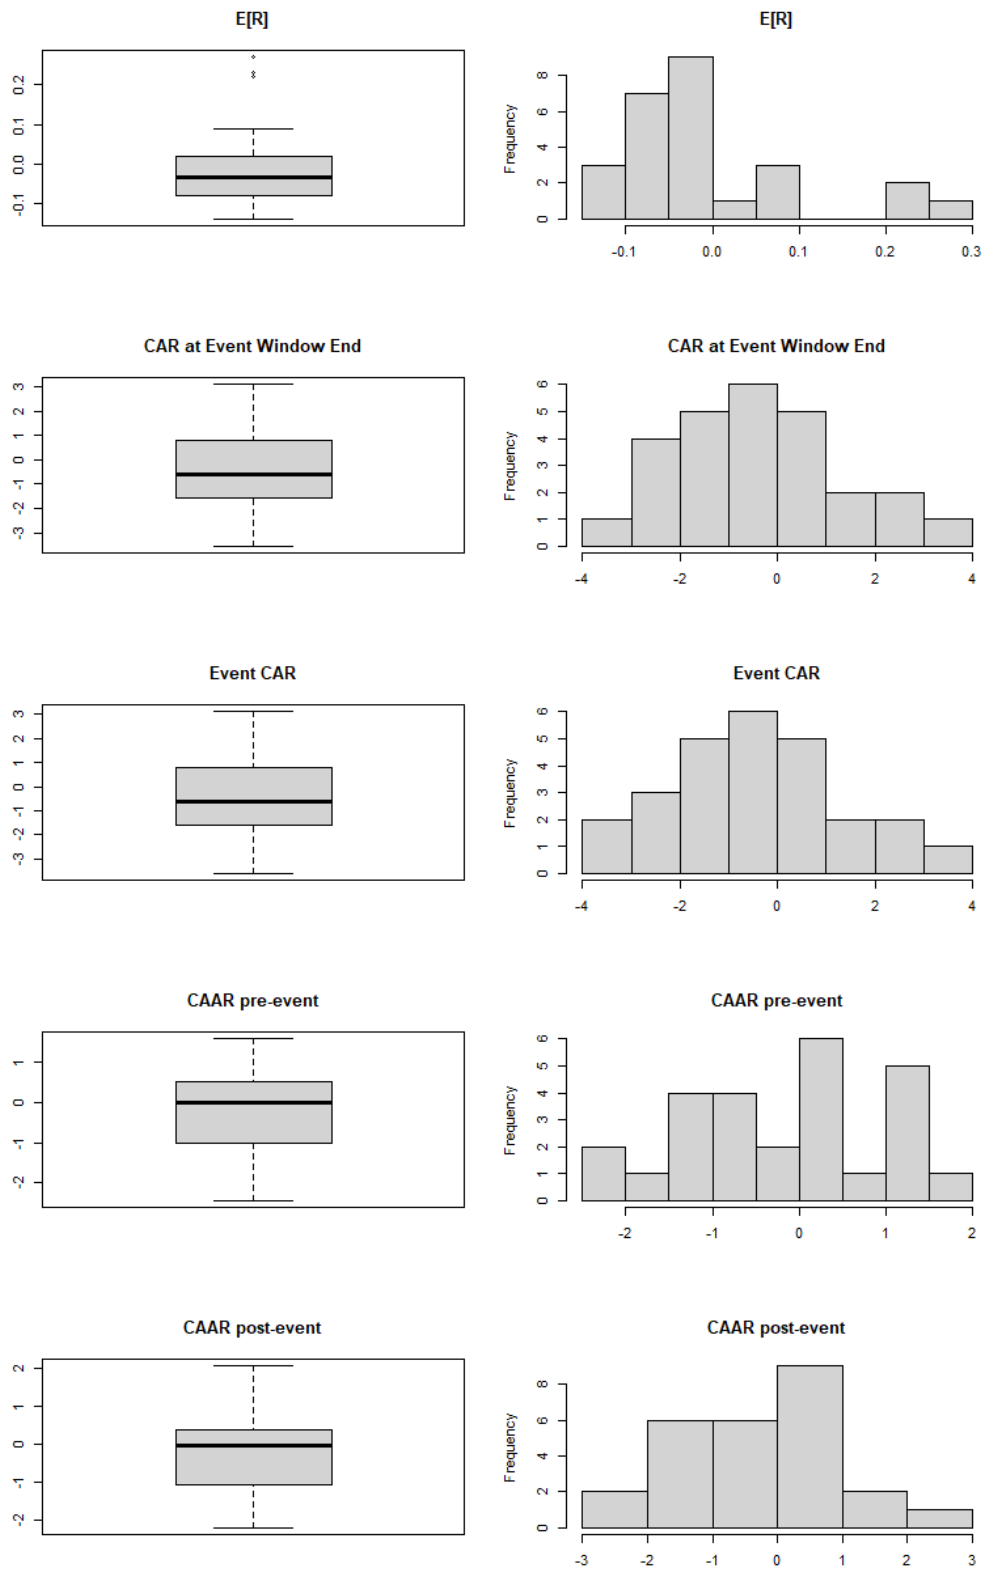 E[R]
0.2
0.1
0.0
-0.1
E[R]
Frequency
8
6
4
2
0
-0.1 0.0 0.1 0.2 0.3
CAR at Event Window End
3
2
1
0
-1
-2
-3
CAR at Event Window End
Frequency
6
5
4
3
2
1
0
-4 -2 0 2 4
Event CAR
3
2
1
0
-1
-2
-3
Event CAR
Frequency
6
5
4
3
2
1
0
-4 -2 0 2 4
CAAR pre-event
1
0
-1
-2
CAAR pre-event
Frequency
6
5
4
3
2
1
0
-2 -1 0 1 2
CAAR post-event
2
1
0
-1
-2
CAAR post-event
Frequency
8
6
4
2
0
-3 -2 -1 0 1 2 3